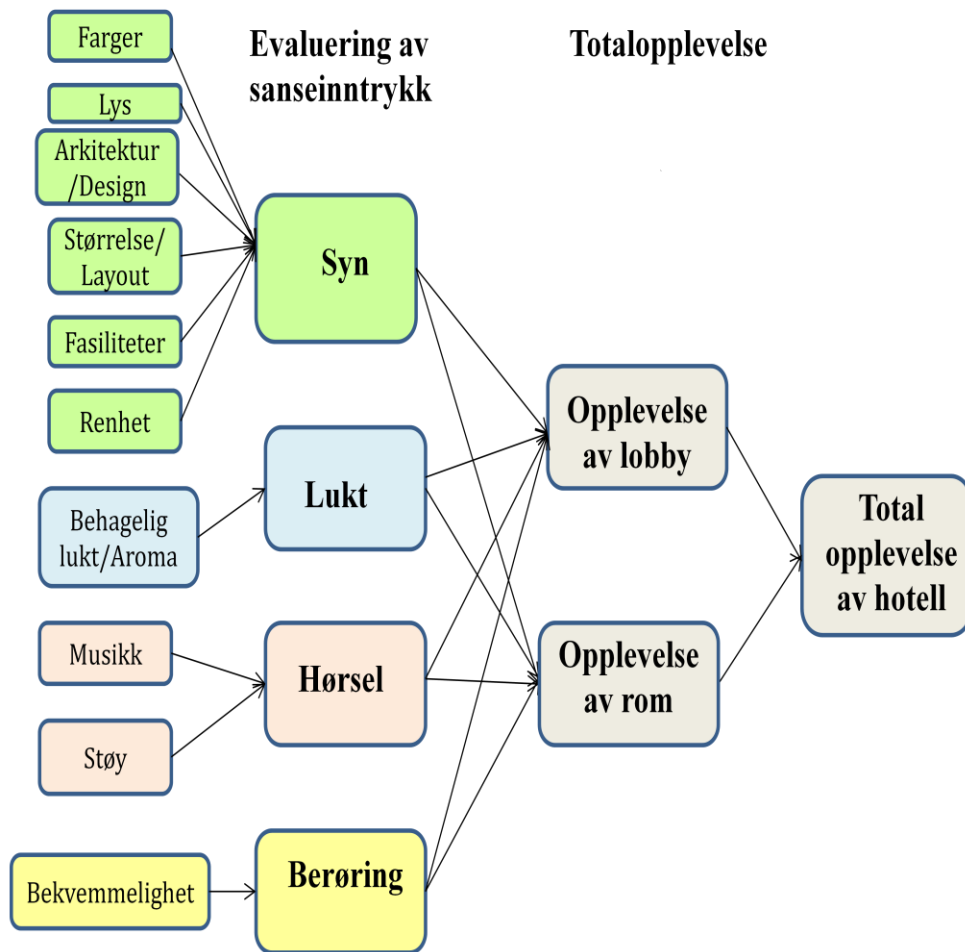 Farger
Lys
Arkitektur
/Design
Størrelse/
Layout
Fasiliteter
Renhet
Behagelig
lukt/Aroma
Musikk
Støy
Bekvemmelighet
Evaluering av
sanseinntrykk
Syn
Lukt
Hørsel
Berøring
Totalopplevelse
Opplevelse
av lobby
Opplevelse
av rom
Total
opplevelse
av hotell